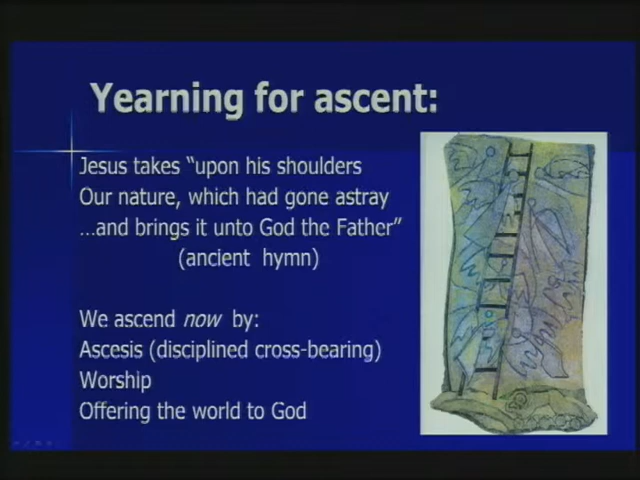 Yearning for ascent:
Jesus takes “upon his shoulders
Our nature, which had gone astray
…and brings it unto God the Father”
(ancient hymn)
We ascend now by:
Ascesis (disciplined cross-bearing)
Worship
Offering the world to God